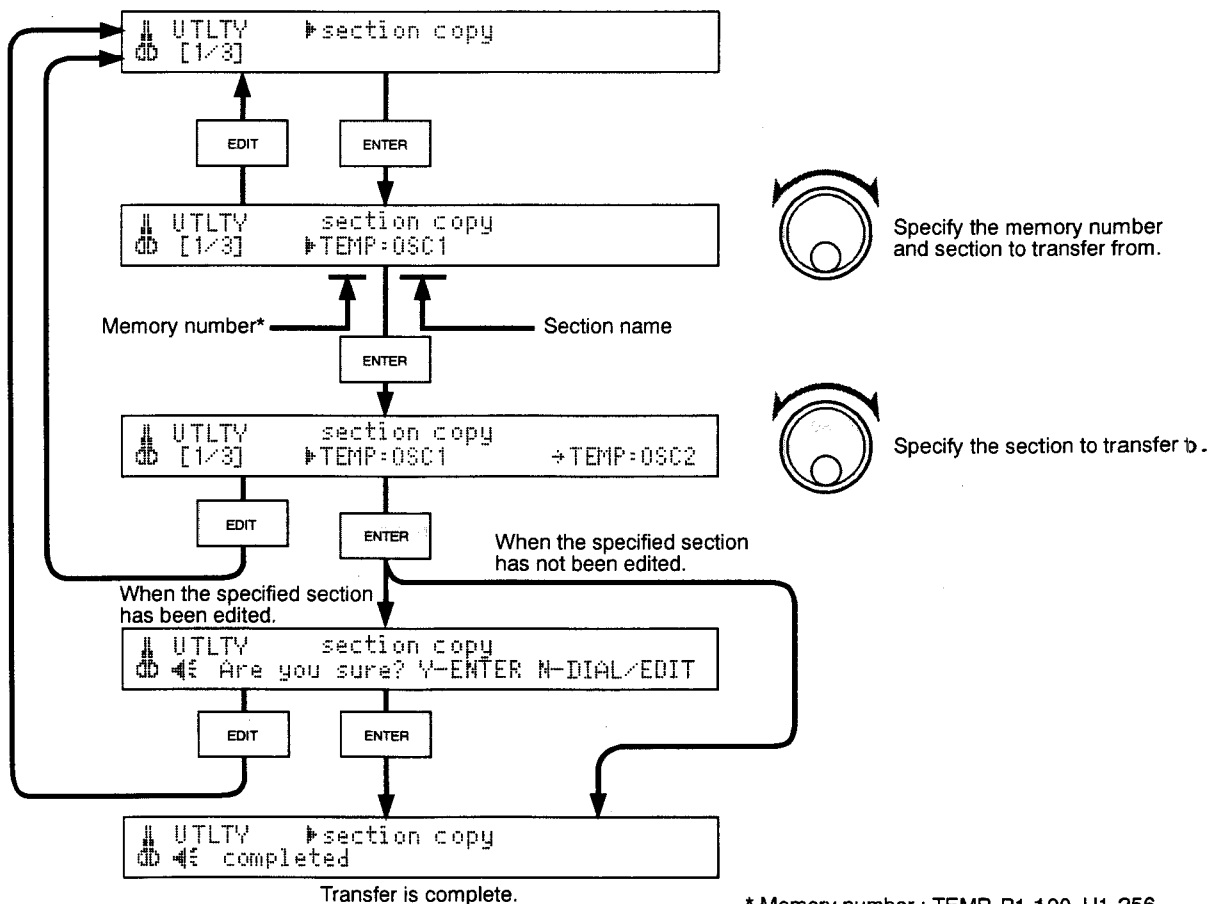 UTLTY ▶section copy
[1/3]
EDIT
ENTER
UTLTY section copy
[1/3] ▶TEMP:OSC1
Specify the memory number
and section to transfer from.
Memory number*
Section name
ENTER
UTLTY section copy
[1/3] ▶TEMP:OSC1 →TEMP:OSC2
Specify the section to transfer
EDIT
ENTER
When the specified section
has not been edited.
When the specified section
has been edited.
UTLTY section copy
Are you sure? Y-ENTER N-DIAL/EDIT
EDIT
ENTER
UTLTY ▶section copy
completed
Transfer is complete.
* Memory number : TEMP,